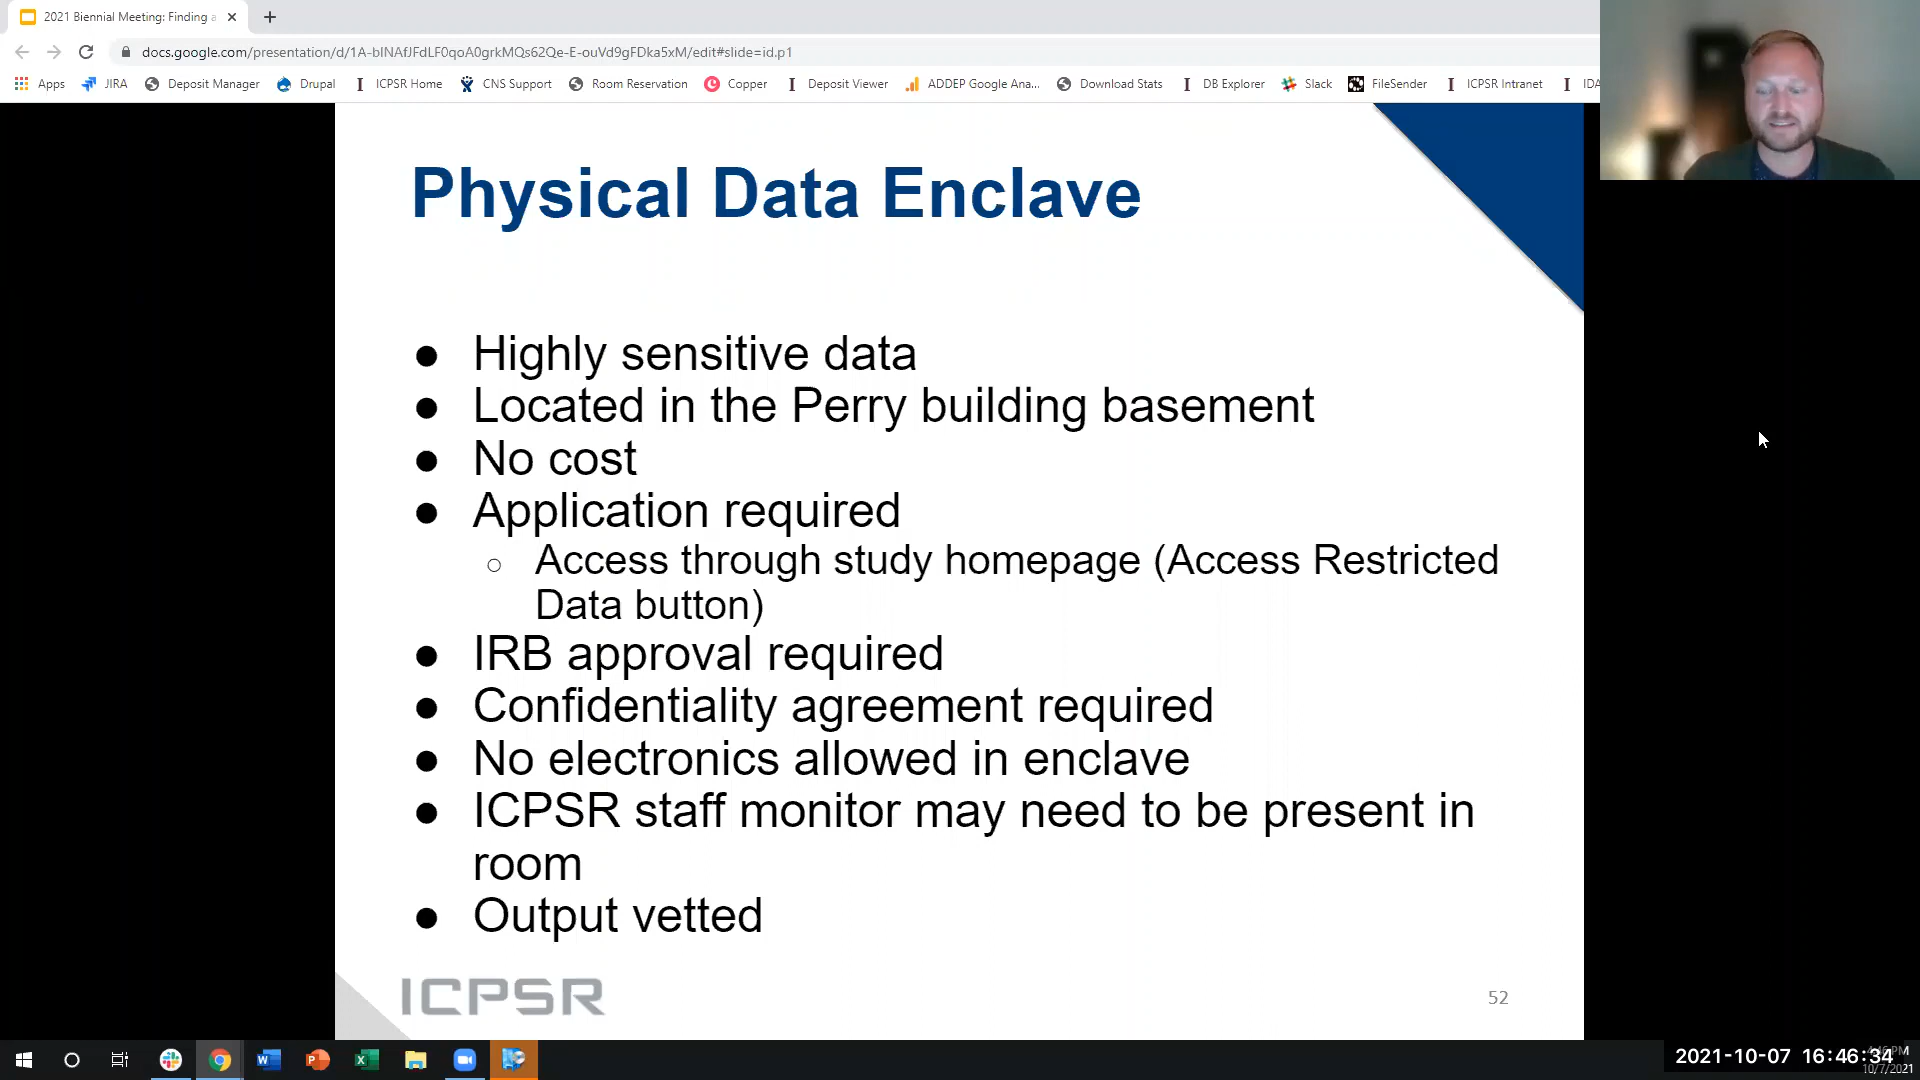 2021 Biennial Meeting: Finding a
docs.google.com/presentation/d/1A-bINAfJFdLF0qoA0grkMQs62Qe-E-ouVd9gFDka5xM/edit#slide=id.p1
Apps JIRA Deposit Manager Drupal ICPSR Home CNS Support Room Reservation Copper Deposit Viewer ADDEP Google Ana... Download Stats DB Explorer Slack FileSender ICPSR Intranet IDA
Physical Data Enclave
● Highly sensitive data
● Located in the Perry building basement
● No cost
● Application required
○ Access through study homepage (Access Restricted
Data button)
● IRB approval required
● Confidentiality agreement required
● No electronics allowed in enclave
● ICPSR staff monitor may need to be present in
room
● Output vetted
ICPSR
52
2021-10-07 16:46:34
10/7/2021